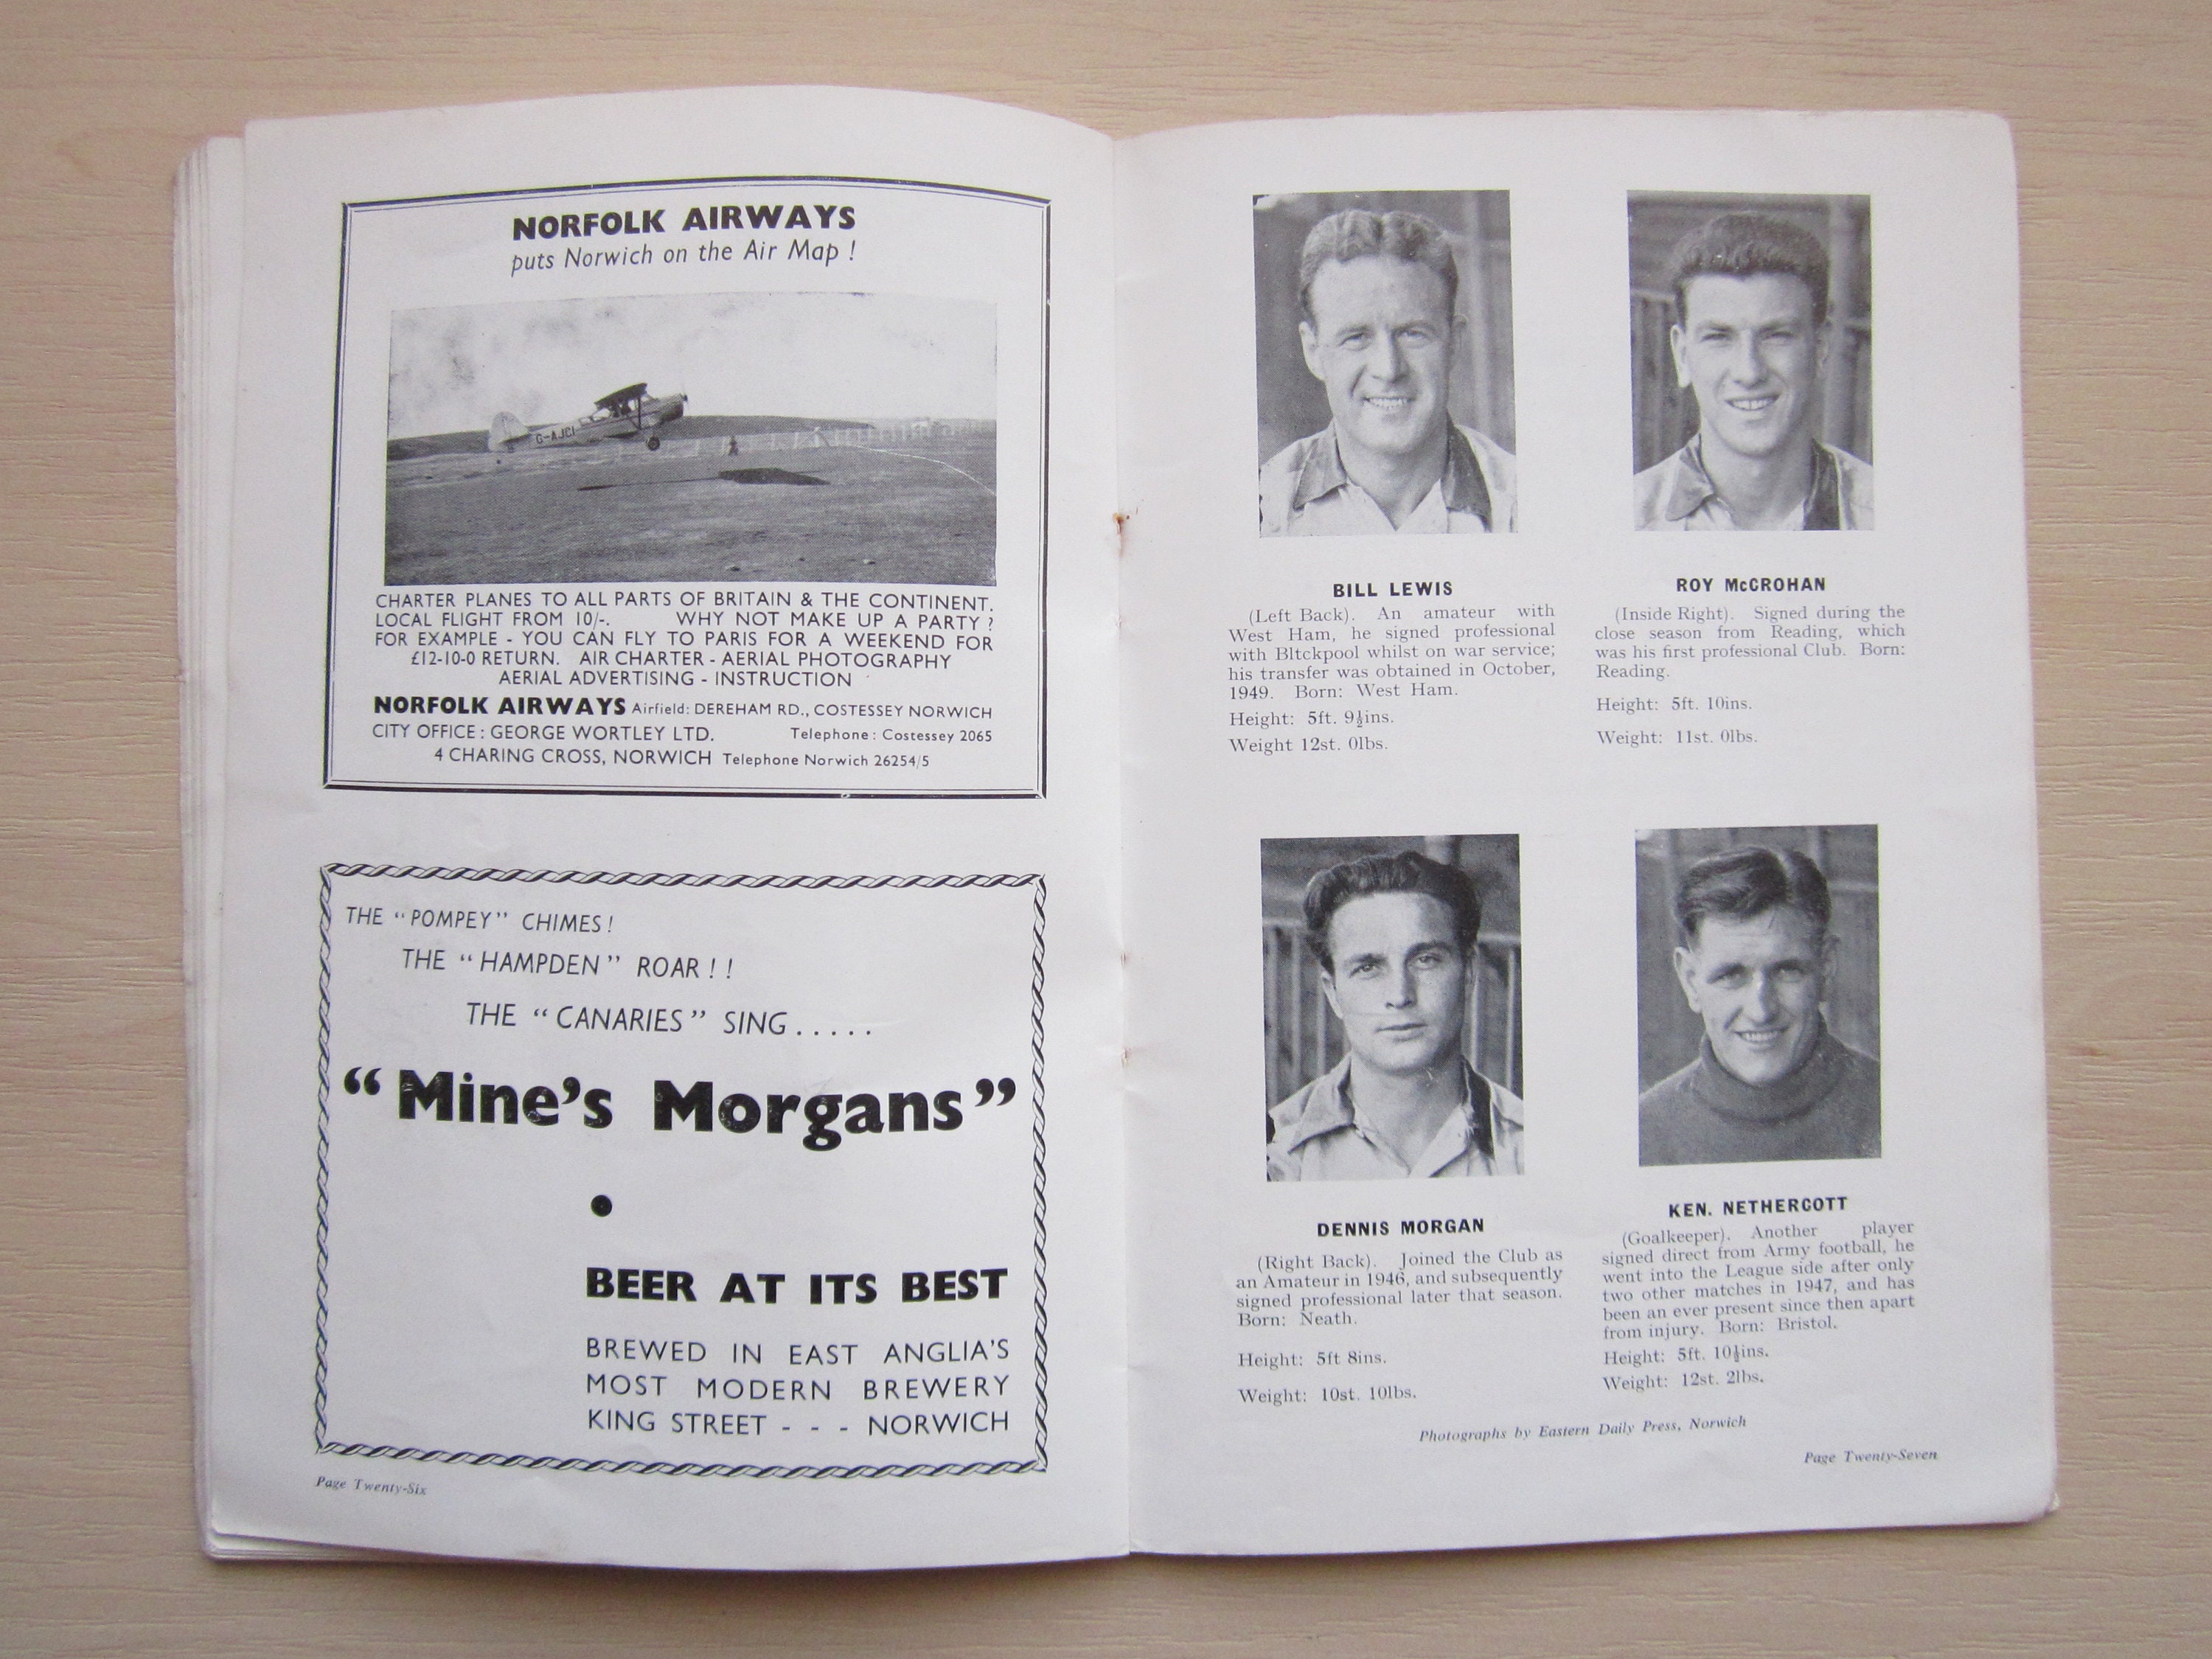 NORFOLK AIRWAYS
puts Norwich on the Air Map !
G-AJCI
CHARTER PLANES TO ALL PARTS OF BRITAIN & THE CONTINENT.
LOCAL FLIGHT FROM 10/-. WHY NOT MAKE UP A PARTY ?
FOR EXAMPLE - YOU CAN FLY TO PARIS FOR A WEEKEND FOR
£12-10-0 RETURN. AIR CHARTER - AERIAL PHOTOGRAPHY
AERIAL ADVERTISING - INSTRUCTION
NORFOLK AIRWAYS Airfield: DEREHAM RD., COSTESSEY NORWICH
CITY OFFICE : GEORGE WORTLEY LTD. Telephone : Costessey 2065
4 CHARING CROSS, NORWICH Telephone Norwich 26254/5
THE "POMPEY" CHIMES !
THE "HAMPDEN" ROAR ! !
THE "CANARIES" SING . . . . .
"Mine's Morgans"
●
BEER AT ITS BEST
BREWED IN EAST ANGLIA'S
MOST MODERN BREWERY
KING STREET - - - NORWICH
Page Twenty-Six
BILL LEWIS
(Left Back). An amateur with
West Ham, he signed professional
with Bltckpool whilst on war service;
his transfer was obtained in October,
1949. Born: West Ham.
Height: 5ft. 9½ins.
Weight 12st. 0lbs.
ROY McCROHAN
(Inside Right). Signed during the
close season from Reading, which
was his first professional Club. Born:
Reading.
Height: 5ft. 10ins.
Weight: 11st. 0lbs.
DENNIS MORGAN
(Right Back). Joined the Club as
an Amateur in 1946, and subsequently
signed professional later that season.
Born: Neath.
Height: 5ft 8ins.
Weight: 10st. 10lbs.
KEN. NETHERCOTT
(Goalkeeper). Another player
signed direct from Army football, he
went into the League side after only
two other matches in 1947, and has
been an ever present since then apart
from injury. Born: Bristol.
Height: 5ft. 10½ins.
Weight: 12st. 2lbs.
Photographs by Eastern Daily Press, Norwich
Page Twenty-Seven